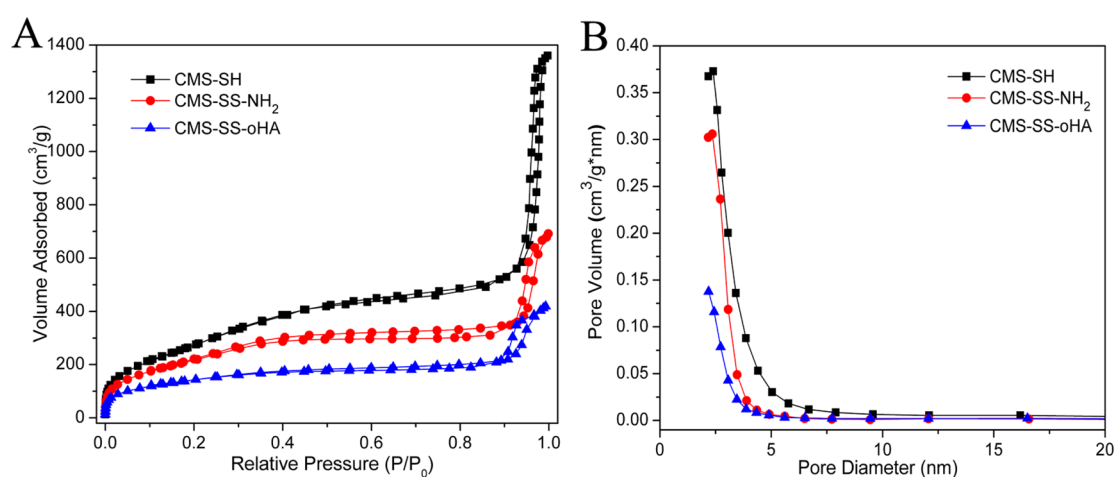 A
Volume Adsorbed (cm³/g)
1400
1200
1000
800
600
400
200
0
CMS-SH
CMS-SS-NH₂
CMS-SS-oHA
0.0 0.2 0.4 0.6 0.8 1.0
Relative Pressure (P/P₀)
B
Pore Volume (cm³/g*nm)
0.40
0.35
0.30
0.25
0.20
0.15
0.10
0.05
0.00
CMS-SH
CMS-SS-NH₂
CMS-SS-oHA
0 5 10 15 20
Pore Diameter (nm)